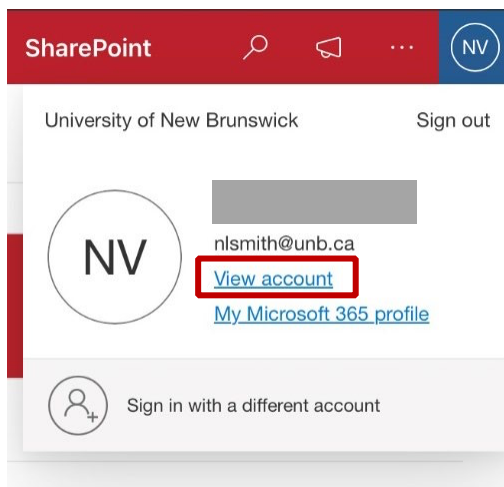 SharePoint ... NV
University of New Brunswick Sign out
NV
nlsmith@unb.ca
View account
My Microsoft 365 profile
Sign in with a different account